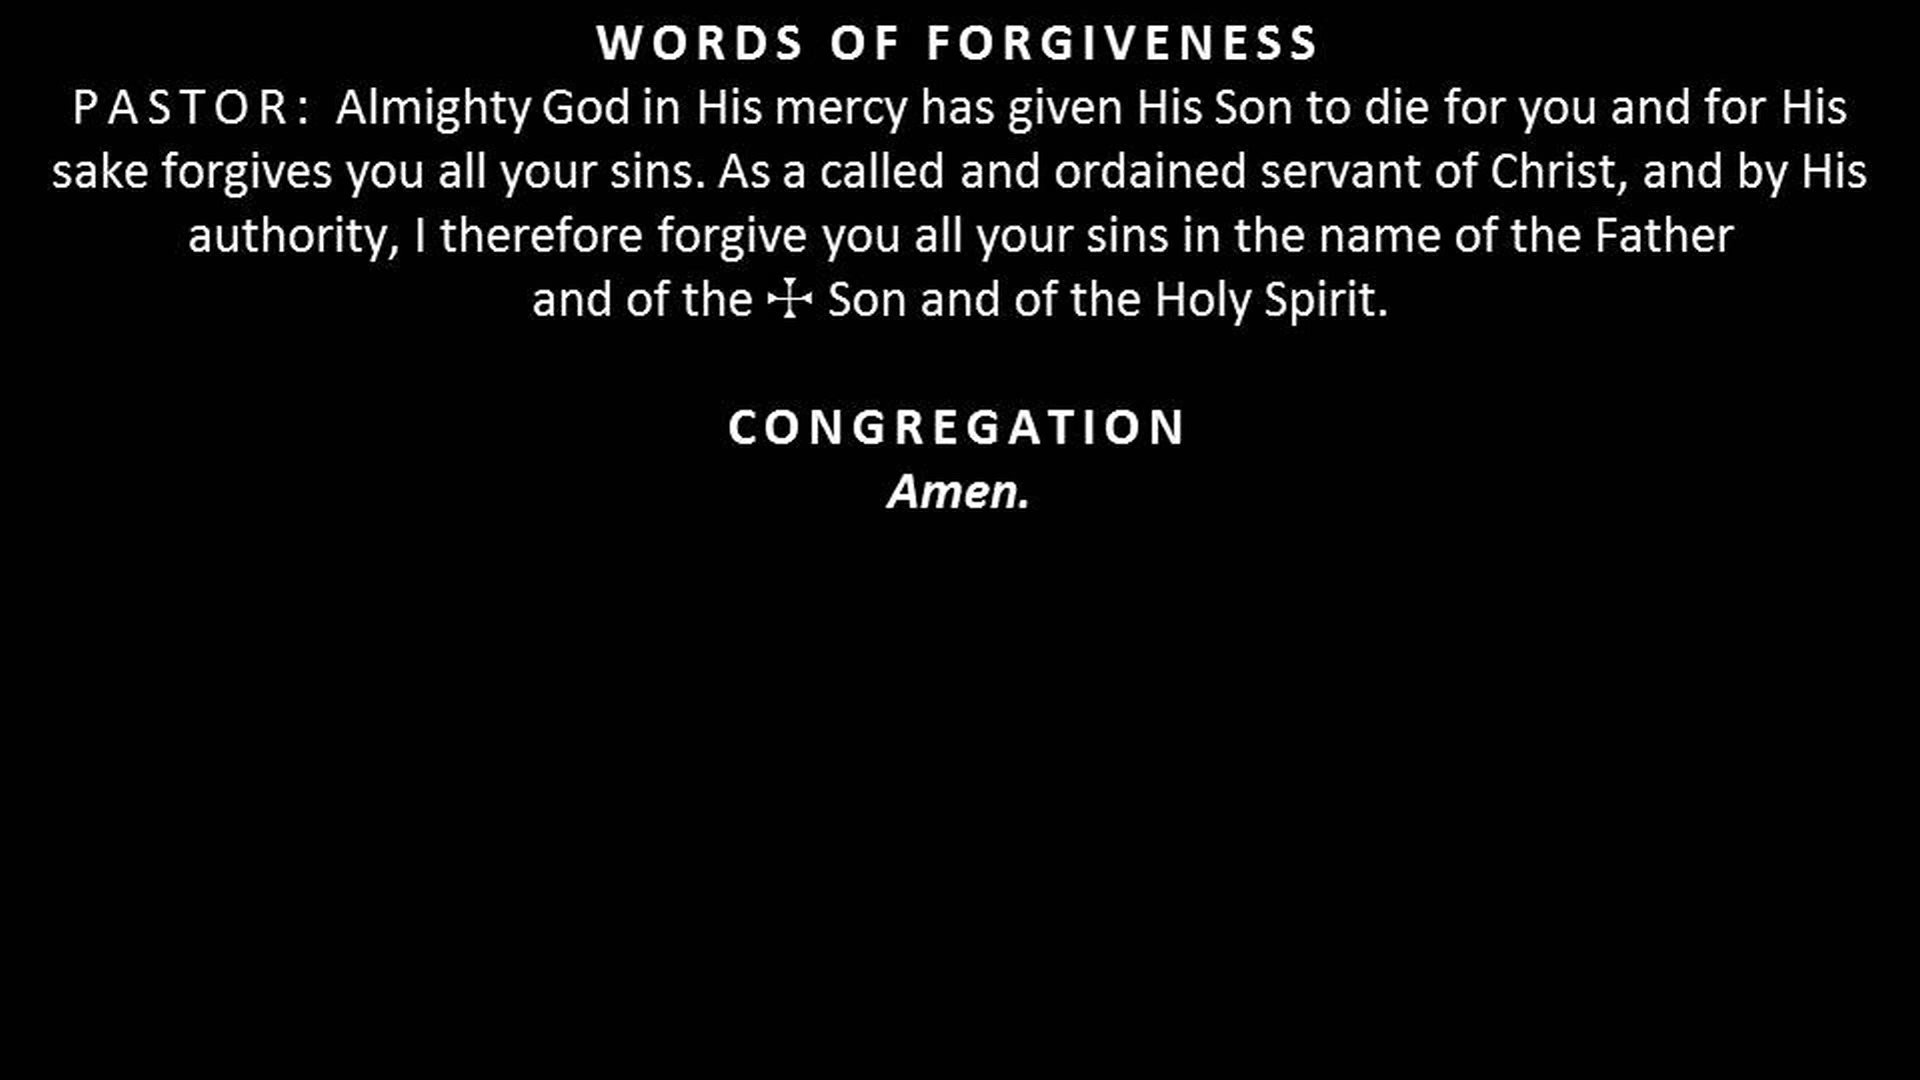 WORDS OF FORGIVENESS
PASTOR: Almighty God in His mercy has given His Son to die for you and for His
sake forgives you all your sins. As a called and ordained servant of Christ, and by His
authority, I therefore forgive you all your sins in the name of the Father
and of the ☩ Son and of the Holy Spirit.
CONGREGATION
Amen.